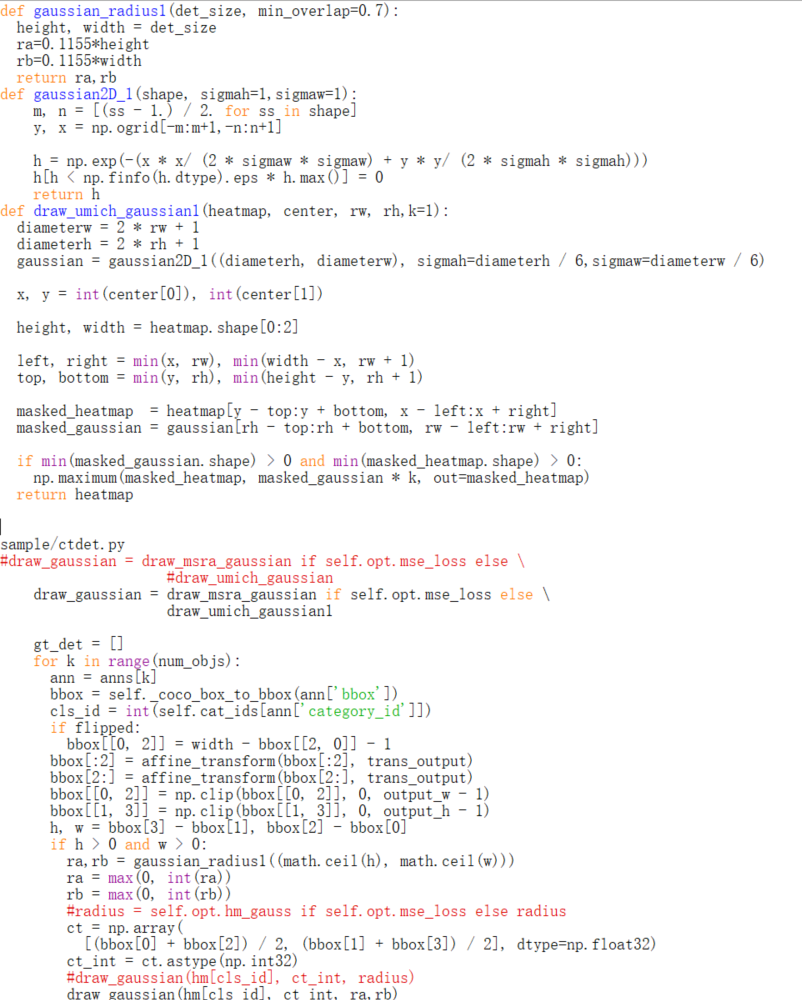 def gaussian_radius1(det_size, min_overlap=0.7):
  height, width = det_size
  ra=0.1155*height
  rb=0.1155*width
  return ra,rb
def gaussian2D_1(shape, sigmah=1,sigmaw=1):
    m, n = [(ss - 1.) / 2. for ss in shape]
    y, x = np.ogrid[-m:m+1,-n:n+1]

    h = np.exp(-(x * x/ (2 * sigmaw * sigmaw) + y * y/ (2 * sigmah * sigmah)))
    h[h < np.finfo(h.dtype).eps * h.max()] = 0
    return h
def draw_umich_gaussian1(heatmap, center, rw, rh,k=1):
  diameterw = 2 * rw + 1
  diameterh = 2 * rh + 1
  gaussian = gaussian2D_1((diameterh, diameterw), sigmah=diameterh / 6,sigmaw=diameterw / 6)

  x, y = int(center[0]), int(center[1])

  height, width = heatmap.shape[0:2]

  left, right = min(x, rw), min(width - x, rw + 1)
  top, bottom = min(y, rh), min(height - y, rh + 1)

  masked_heatmap  = heatmap[y - top:y + bottom, x - left:x + right]
  masked_gaussian = gaussian[rh - top:rh + bottom, rw - left:rw + right]

  if min(masked_gaussian.shape) > 0 and min(masked_heatmap.shape) > 0:
    np.maximum(masked_heatmap, masked_gaussian * k, out=masked_heatmap)
  return heatmap

sample/ctdet.py
#draw_gaussian = draw_msra_gaussian if self.opt.mse_loss else \
                    #draw_umich_gaussian
    draw_gaussian = draw_msra_gaussian if self.opt.mse_loss else \
                    draw_umich_gaussian1

    gt_det = []
    for k in range(num_objs):
      ann = anns[k]
      bbox = self._coco_box_to_bbox(ann['bbox'])
      cls_id = int(self.cat_ids[ann['category_id']])
      if flipped:
        bbox[[0, 2]] = width - bbox[[2, 0]] - 1
      bbox[:2] = affine_transform(bbox[:2], trans_output)
      bbox[2:] = affine_transform(bbox[2:], trans_output)
      bbox[[0, 2]] = np.clip(bbox[[0, 2]], 0, output_w - 1)
      bbox[[1, 3]] = np.clip(bbox[[1, 3]], 0, output_h - 1)
      h, w = bbox[3] - bbox[1], bbox[2] - bbox[0]
      if h > 0 and w > 0:
        ra,rb = gaussian_radius1((math.ceil(h), math.ceil(w)))
        ra = max(0, int(ra))
        rb = max(0, int(rb))
        #radius = self.opt.hm_gauss if self.opt.mse_loss else radius
        ct = np.array(
          [(bbox[0] + bbox[2]) / 2, (bbox[1] + bbox[3]) / 2], dtype=np.float32)
        ct_int = ct.astype(np.int32)
        #draw_gaussian(hm[cls_id], ct_int, radius)
        draw_gaussian(hm[cls_id], ct_int, ra,rb)